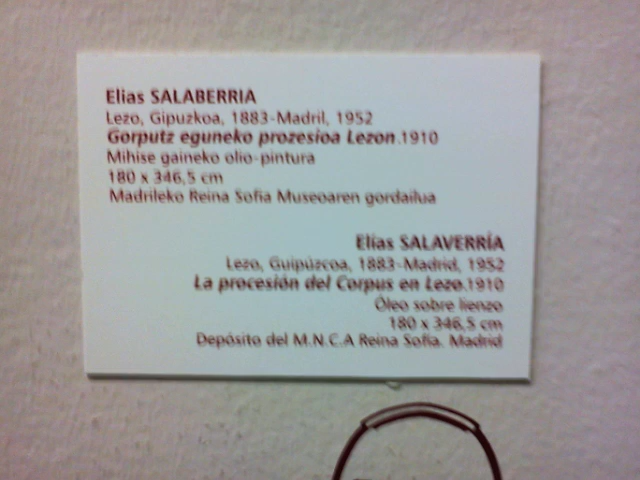 Elias SALABERRIA
Lezo, Gipuzkoa, 1883-Madril, 1952
Gorputz eguneko prozesioa Lezon.1910
Mihise gaineko olio-pintura
180 x 346,5 cm
Madrileko Reina Sofia Museoaren gordailua
Elías SALAVERRÍA
Lezo, Guipúzcoa, 1883-Madrid, 1952
La procesión del Corpus en Lezo.1910
Óleo sobre lienzo
180 x 346,5 cm
Depósito del M.N.C.A Reina Sofía. Madrid